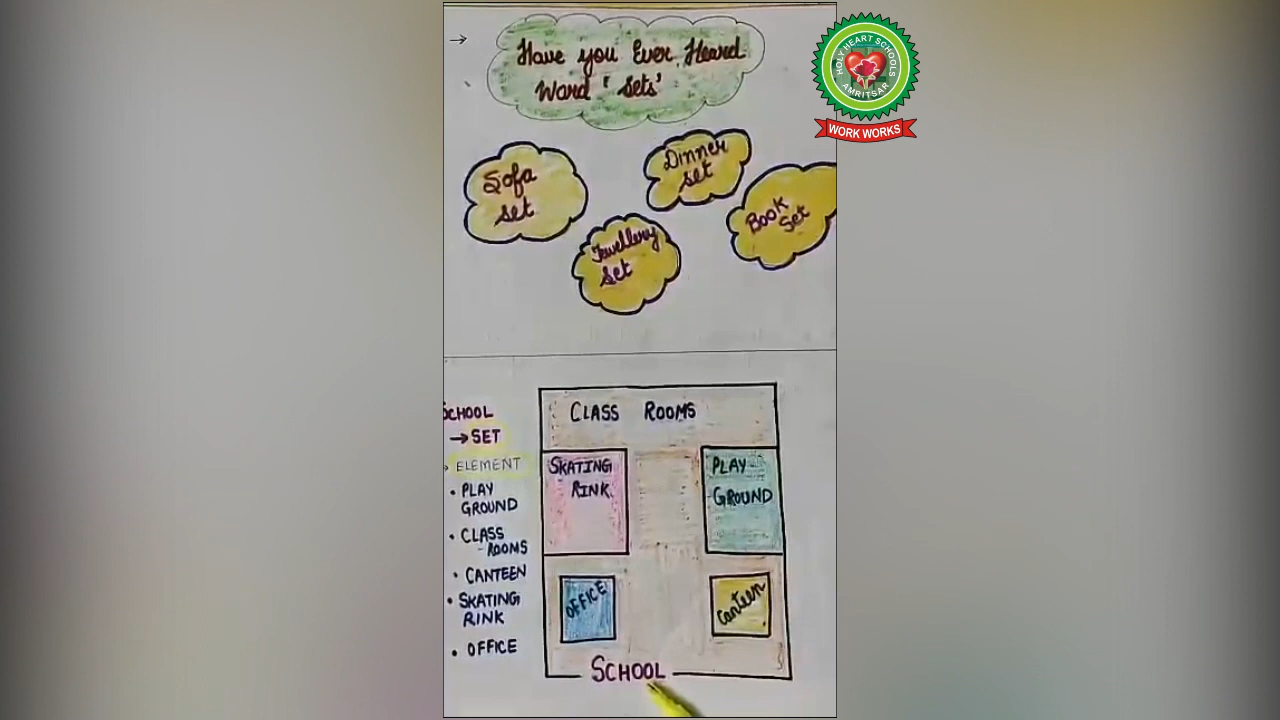 Have you Ever Heard
Word 'Sets'
HOLY HEART SCHOOLS
AMRITSAR
WORK WORKS
Sofa
set
Dinner
set
Jewellery
set
Book
Set
SCHOOL
→ SET
ELEMENT
• PLAY
GROUND
• CLASS
- ROOMS
• CANTEEN
• SKATING
RINK
• OFFICE
CLASS ROOMS
SKATING
RINK
PLAY
GROUND
OFFICE
Canteen
SCHOOL